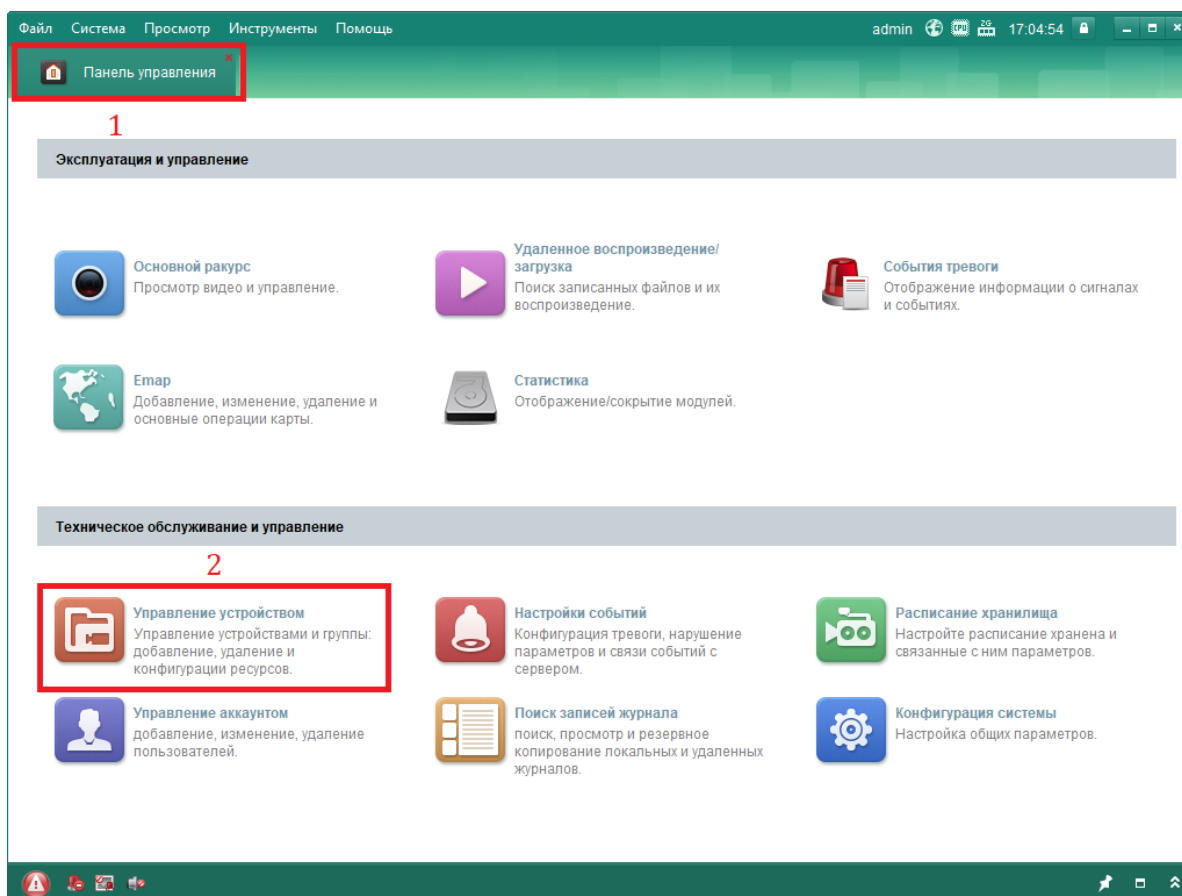 Файл Система Просмотр Инструменты Помощь admin CPU 2G 17:04:54
Панель управления
1
Эксплуатация и управление
Основной ракурс
Просмотр видео и управление.
Удаленное воспроизведение/
загрузка
Поиск записанных файлов и их
воспроизведение.
События тревоги
Отображение информации о сигналах
и событиях.
Emap
Добавление, изменение, удаление и
основные операции карты.
Статистика
Отображение/сокрытие модулей.
Техническое обслуживание и управление
2
Управление устройством
Управление устройствами и группы:
добавление, удаление и
конфигурации ресурсов.
Настройки событий
Конфигурация тревоги, нарушение
параметров и связи событий с
сервером.
Расписание хранилища
Настройте расписание хранена и
связанные с ним параметров.
Управление аккаунтом
добавление, изменение, удаление
пользователей.
Поиск записей журнала
поиск, просмотр и резервное
копирование локальных и удаленных
журналов.
Конфигурация системы
Настройка общих параметров.